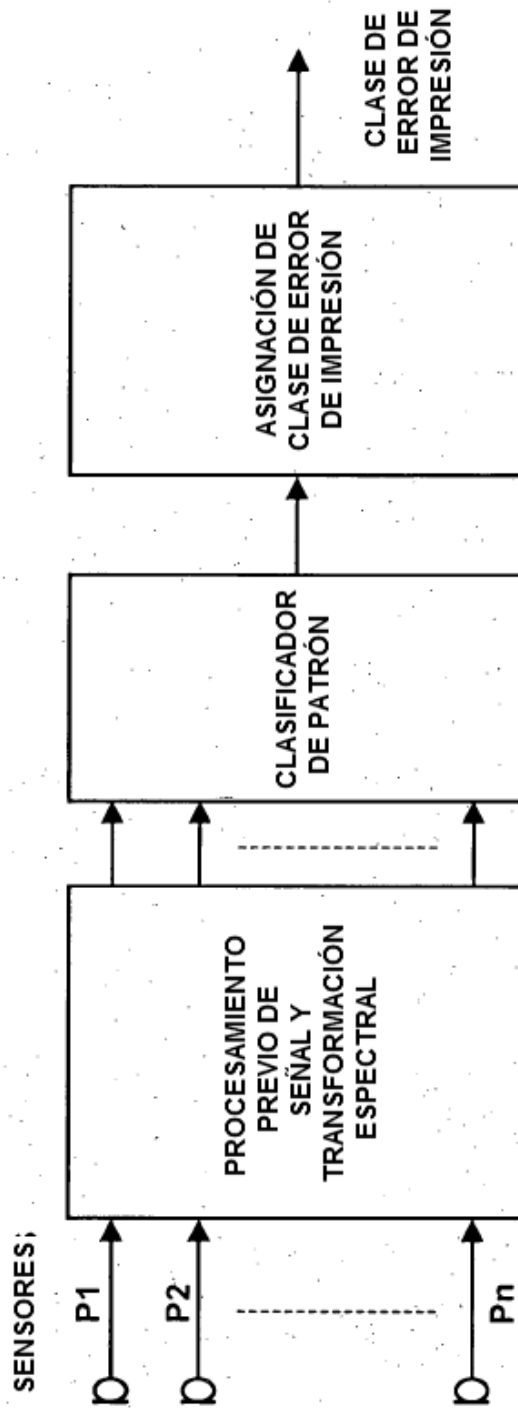 SENSORES;
P1
P2
Pn
PROCESAMIENTO
PREVIO DE
SEÑAL Y
TRANSFORMACIÓN
ESPECTRAL
CLASIFICADOR
DE PATRÓN
ASIGNACIÓN DE
CLASE DE ERROR
DE IMPRESIÓN
CLASE DE
ERROR DE
IMPRESIÓN